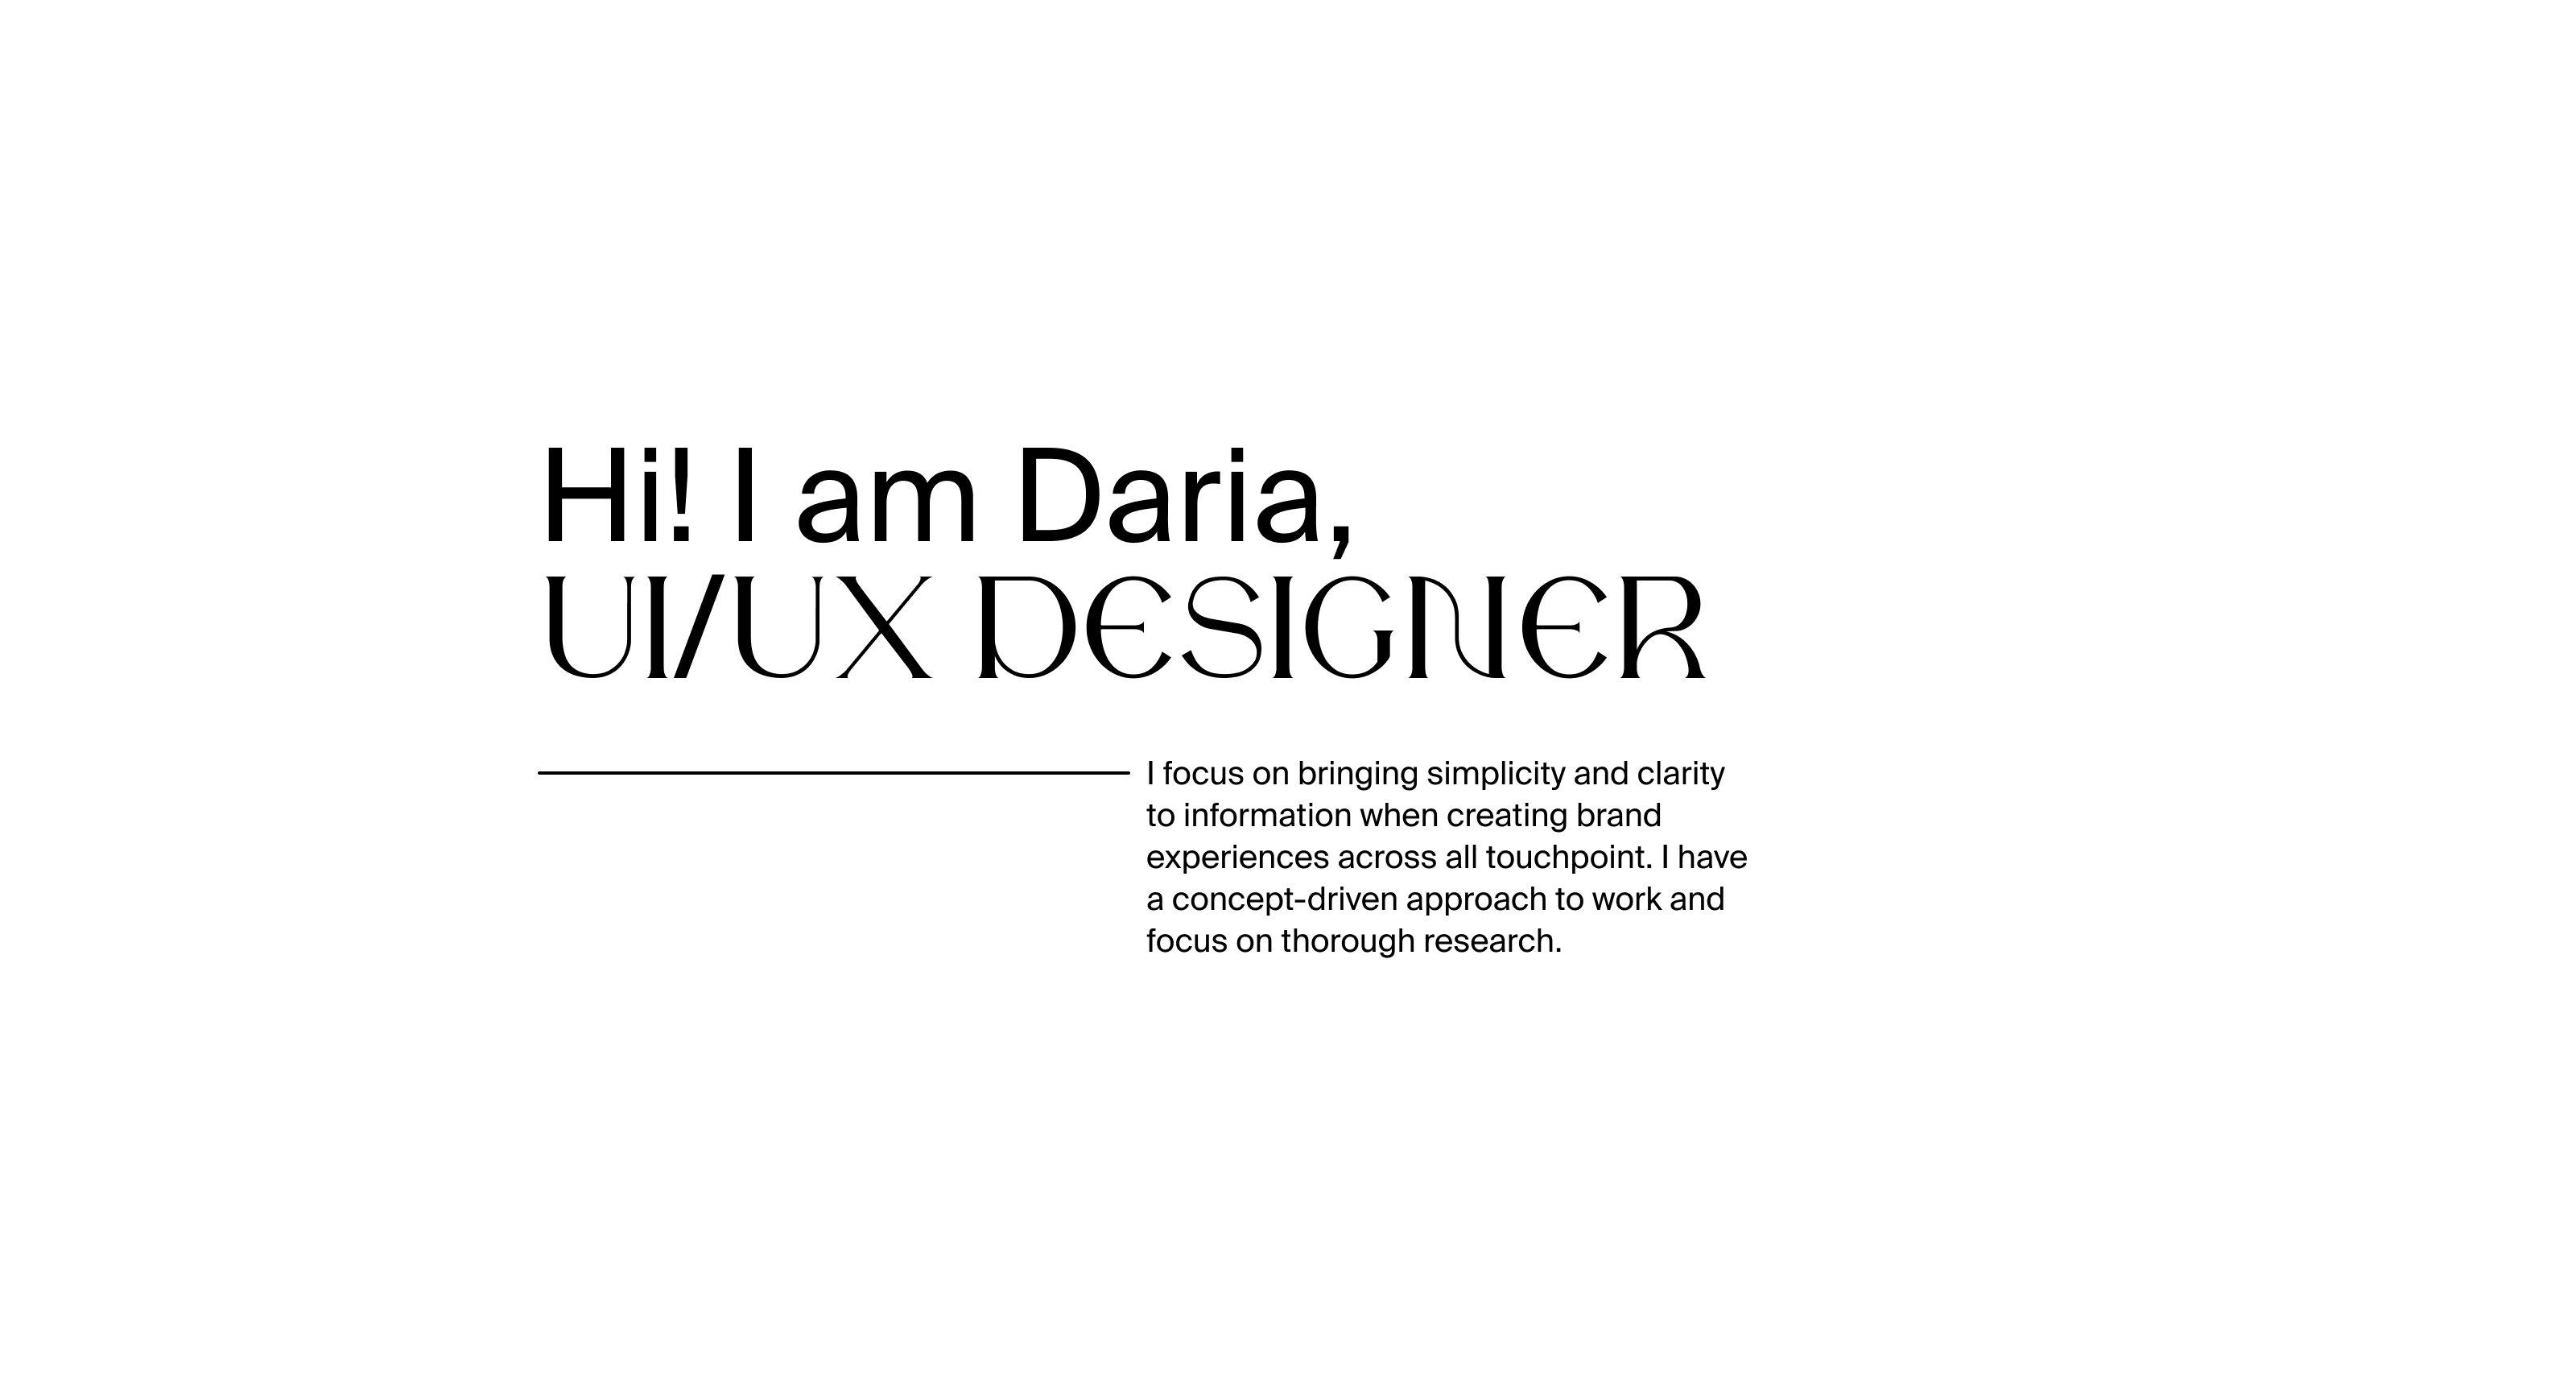 Hi! I am Daria,
UI/UX DESIGNER
I focus on bringing simplicity and clarity
to information when creating brand
experiences across all touchpoint. I have
a concept-driven approach to work and
focus on thorough research.